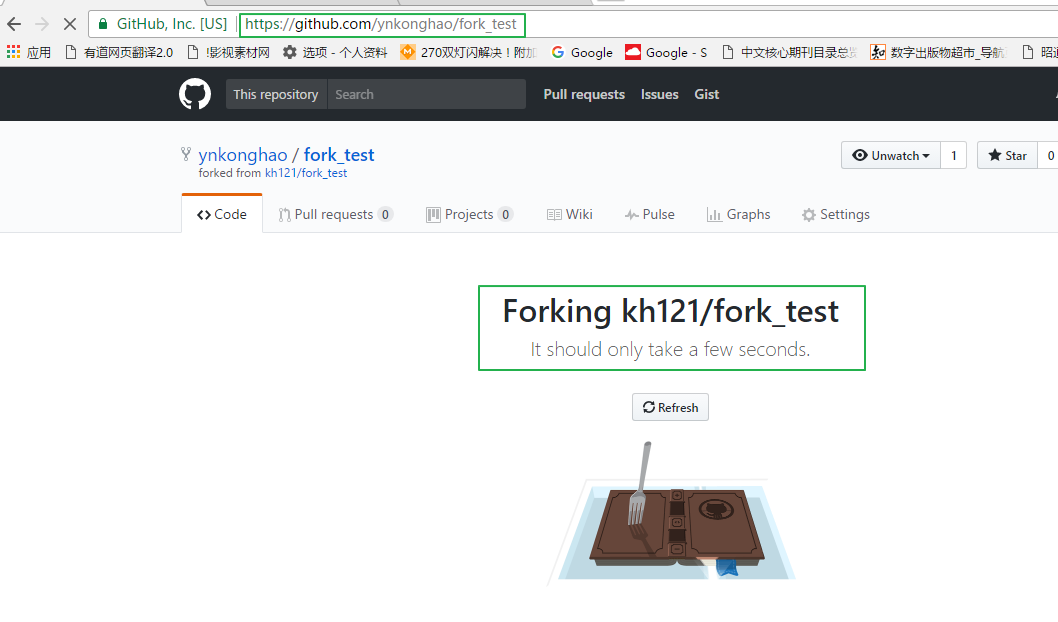 GitHub, Inc. [US] https://github.com/ynkonghao/fork_test
应用 有道网页翻译2.0 !影视素材网 选项 - 个人资料 270双灯闪解决！附加 Google Google - S 中文核心期刊目录总览 数字出版物超市_导航 昭通
This repository Search Pull requests Issues Gist
ynkonghao / fork_test
Unwatch 1 Star 0
forked from kh121/fork_test
Code Pull requests 0 Projects 0 Wiki Pulse Graphs Settings
Forking kh121/fork_test
It should only take a few seconds.
Refresh